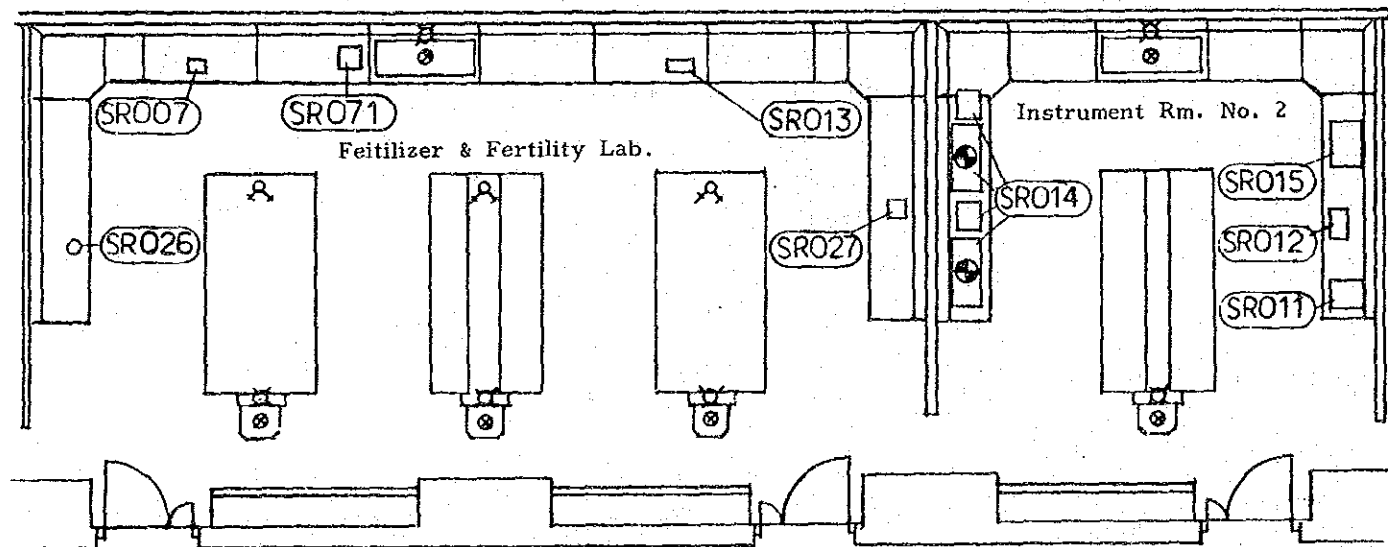 SR007
SR071
SR013
Instrument Rm. No. 2
Feitilizer & Fertility Lab.
SR015
SR014
SR026
SR027
SR012
SR011